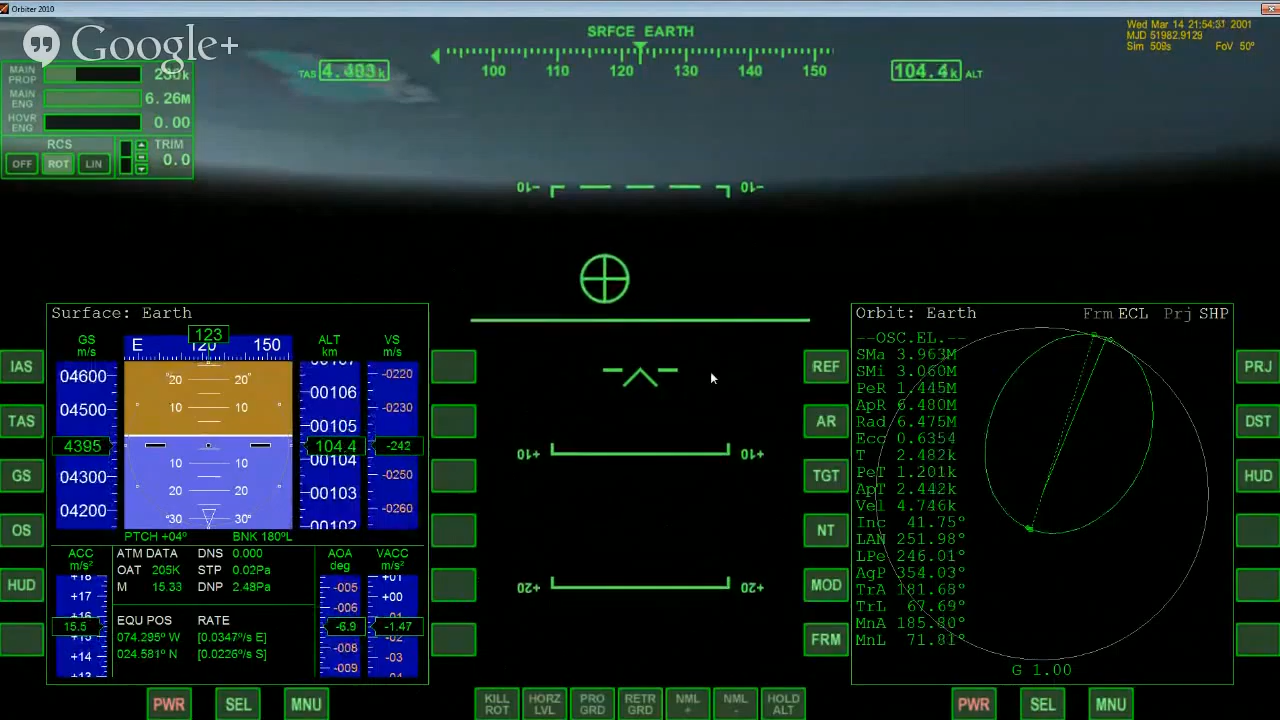 Orbiter 2010
Google+
Wed Mar 14 21:54:31 2001
MJD 51982.9129
Sim 509s FoV 50°
SRFCE EARTH
100 110 120 130 140 150
TAS
104.4k ALT
MAIN PROP
MAIN ENG 6.26M
HOVR ENG 0.00
RCS TRIM
OFF ROT LIN 0.0
10- 10-
10+ 10+
20+ 20+
Surface: Earth
GS m/s
E 120 150
123
ALT km
VS m/s
04600
04500
4395
04300
04200
20 20°
10 10°
10 10°
20 20°
30 30°
00107
00106
00105
104.4
00104
00103
00102
-0220
-0230
-242
-0250
-0260
PTCH +04° BNK 180°L
ACC m/s²
+18
+17
+16
15.5
+15
+14
+13
ATM DATA
OAT 205K
M 15.33
DNS 0.000
STP 0.02Pa
DNP 2.48Pa
EQU POS RATE
074.295° W [0.0347°/s E]
024.581° N [0.0226°/s S]
AOA deg
-005
-006
-6.9
-008
-009
VACC m/s²
+01
+00
-01
-1.47
-02
-03
-04
IAS
TAS
GS
OS
HUD
PWR SEL MNU
KILL ROT
HORZ LVL
PRO GRD
RETR GRD
NML +
NML -
HOLD ALT
REF
AR
TGT
NT
MOD
FRM
Orbit: Earth Frm ECL Prj SHP
--OSC.EL.--
SMa 3.963M
SMi 3.060M
PeR 1.445M
ApR 6.480M
Rad 6.475M
Ecc 0.6354
T 2.482k
PeT 1.201k
ApT 2.442k
Vel 4.746k
Inc 41.75°
LAN 251.98°
LPe 246.01°
AgP 354.03°
TrA 181.68°
TrL 67.69°
MnA 185.80°
MnL 71.81°
G 1.00
PRJ
DST
HUD
PWR SEL MNU